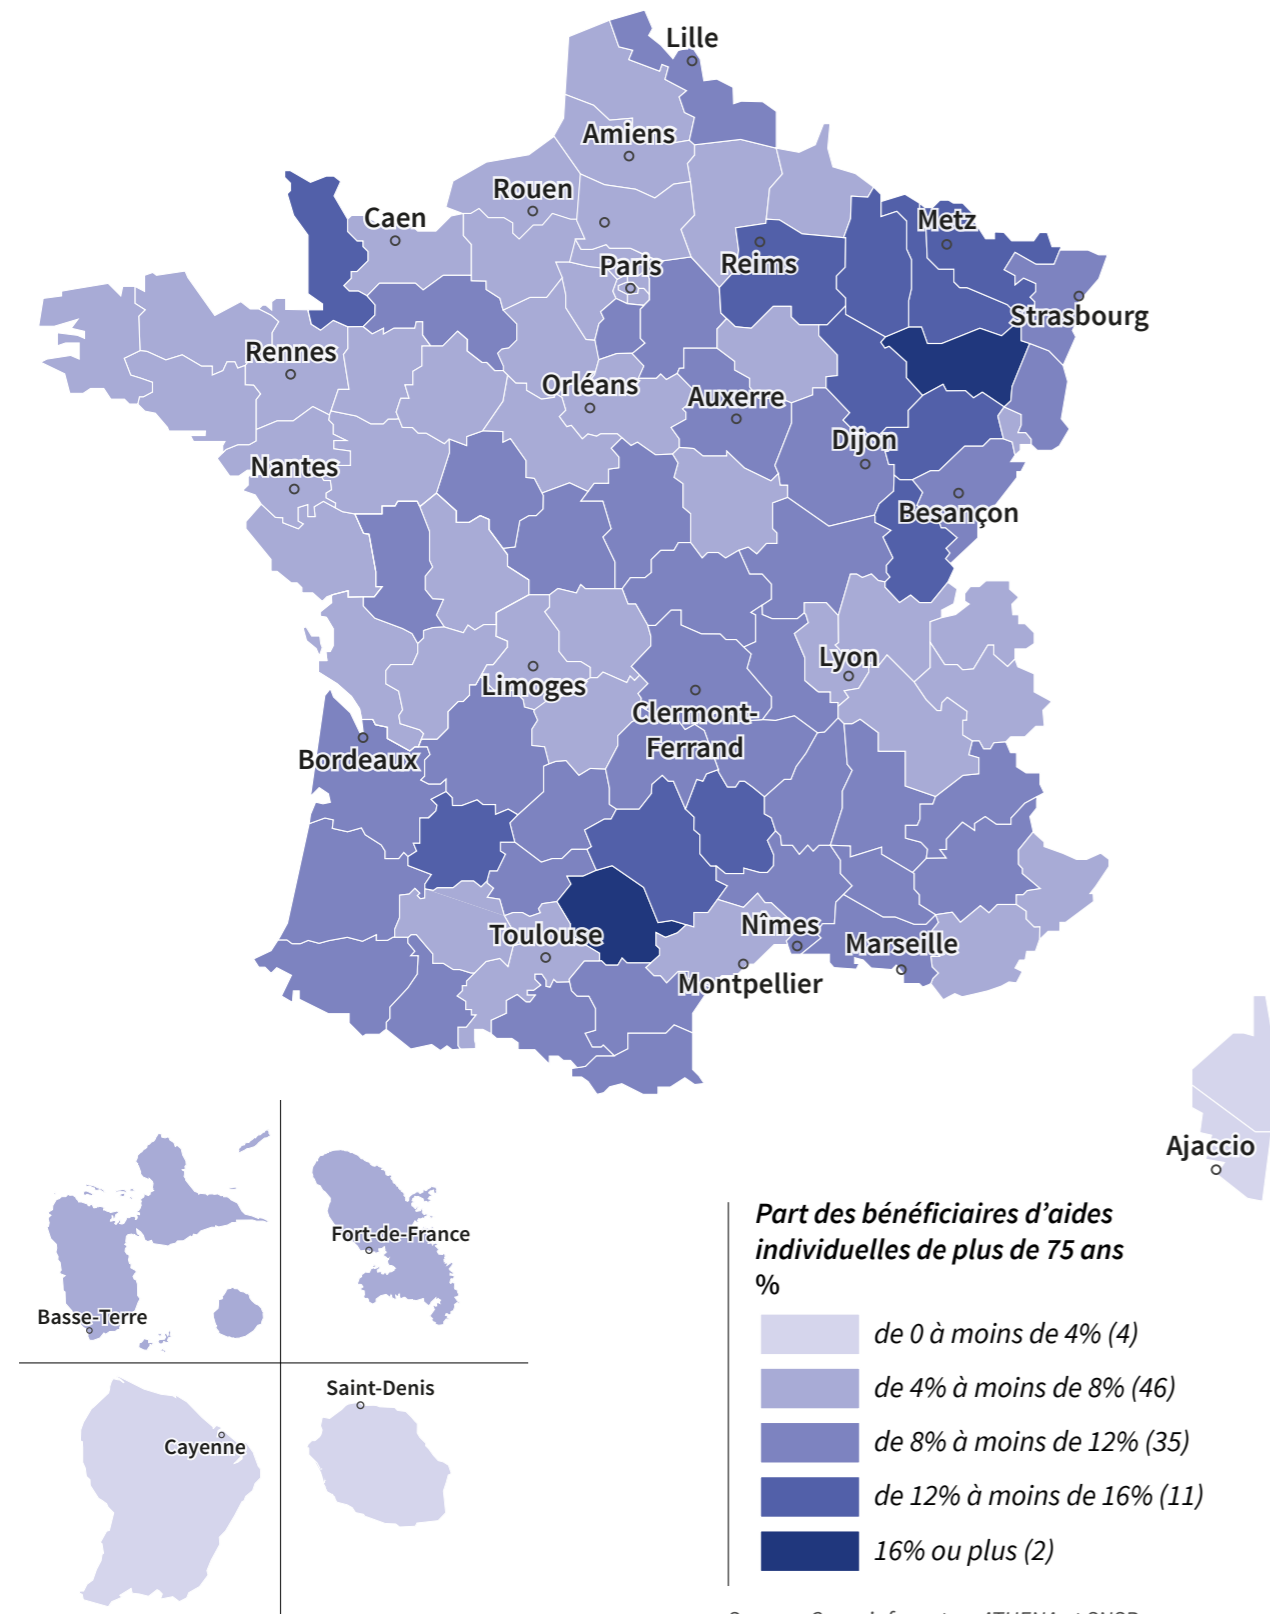 Lille
Amiens
Rouen
Caen
Metz
Paris
Reims
Strasbourg
Rennes
Orléans
Auxerre
Dijon
Nantes
Besançon
Lyon
Limoges
Clermont-
Ferrand
Bordeaux
Nîmes
Toulouse
Marseille
Montpellier
Ajaccio
Fort-de-France
Basse-Terre
Saint-Denis
Cayenne
Part des bénéficiaires d’aides
individuelles de plus de 75 ans
%
de 0 à moins de 4% (4)
de 4% à moins de 8% (46)
de 8% à moins de 12% (35)
de 12% à moins de 16% (11)
16% ou plus (2)